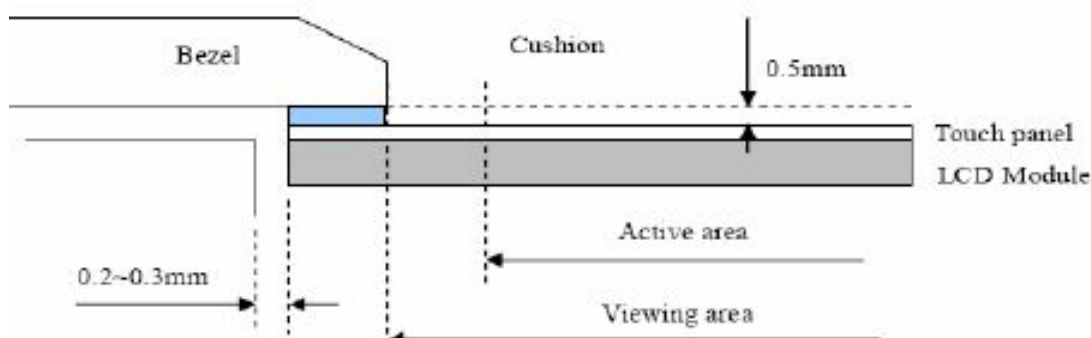 Cushion
Bezel
0.5mm
Touch panel
LCD Module
Active area
0.2~0.3mm
Viewing area